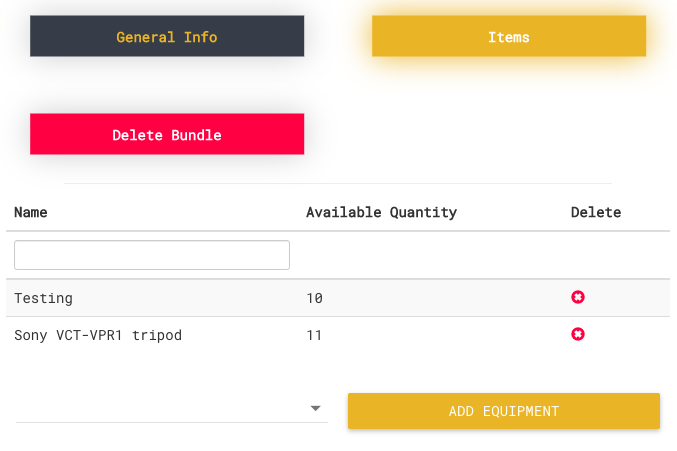 General Info
Items
Delete Bundle
Name Available Quantity Delete
Testing 10
Sony VCT-VPR1 tripod 11
ADD EQUIPMENT